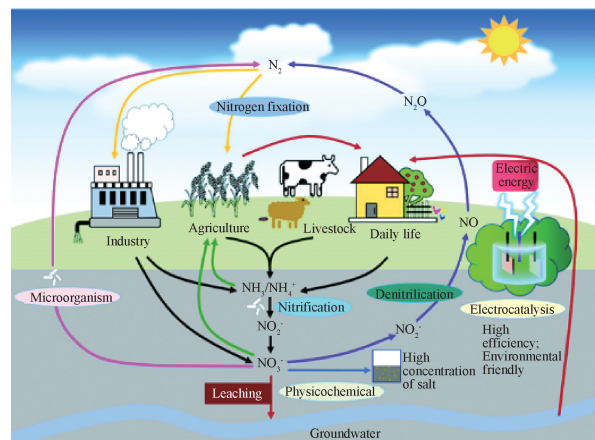 N₂
Nitrogen fixation
N₂O
Electric
energy
NO
Industry
Agriculture
Livestock
Daily life
NH₃/NH₄⁺
Microorganism
Nitrification
Denitrilication
Electrocatalysis
NO₂⁻
NO₂⁻
High
efficiency;
Environmental
friendly
NO₃⁻
High
concentration
of salt
Leaching
Physicochemical
Groundwater